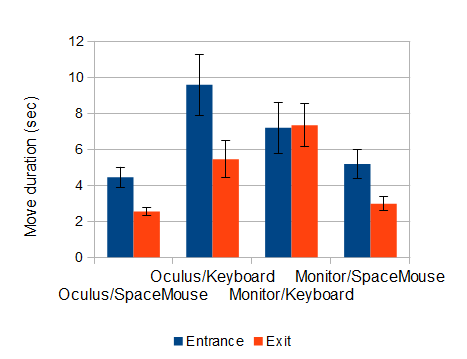 12
10
8
6
4
2
0
Move duration (sec)
Oculus/Keyboard Monitor/SpaceMouse
Oculus/SpaceMouse Monitor/Keyboard
Entrance Exit